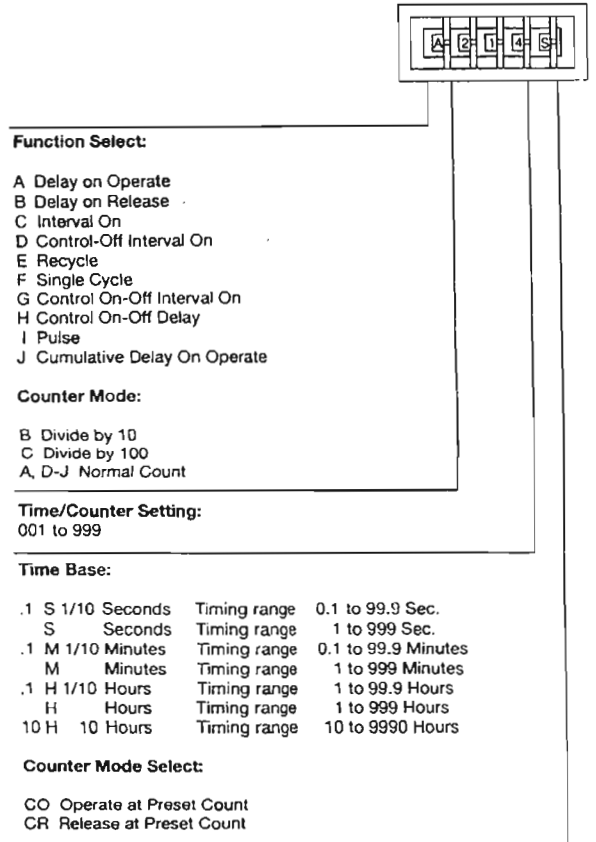 A 2 1 4 S
Function Select:
A Delay on Operate
B Delay on Release
C Interval On
D Control-Off Interval On
E Recycle
F Single Cycle
G Control On-Off Interval On
H Control On-Off Delay
I Pulse
J Cumulative Delay On Operate
Counter Mode:
B Divide by 10
C Divide by 100
A, D-J Normal Count
Time/Counter Setting:
001 to 999
Time Base:
.1 S 1/10 Seconds Timing range 0.1 to 99.9 Sec.
S Seconds Timing range 1 to 999 Sec.
.1 M 1/10 Minutes Timing range 0.1 to 99.9 Minutes
M Minutes Timing range 1 to 999 Minutes
.1 H 1/10 Hours Timing range 1 to 99.9 Hours
H Hours Timing range 1 to 999 Hours
10 H 10 Hours Timing range 10 to 9990 Hours
Counter Mode Select:
CO Operate at Preset Count
CR Release at Preset Count